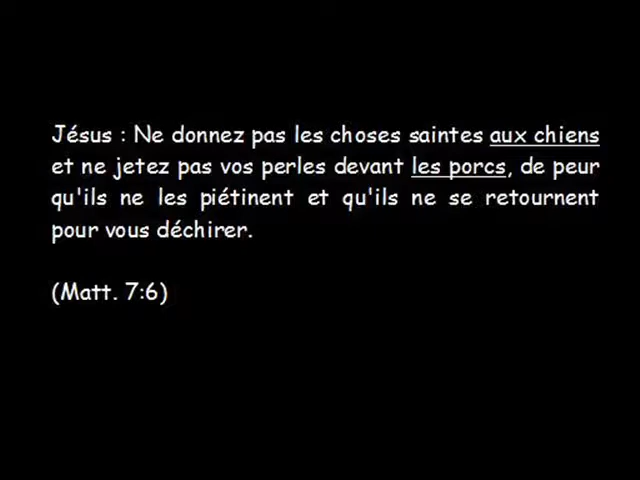 Jésus : Ne donnez pas les choses saintes aux chiens
et ne jetez pas vos perles devant les porcs, de peur
qu'ils ne les piétinent et qu'ils ne se retournent
pour vous déchirer.
(Matt. 7:6)